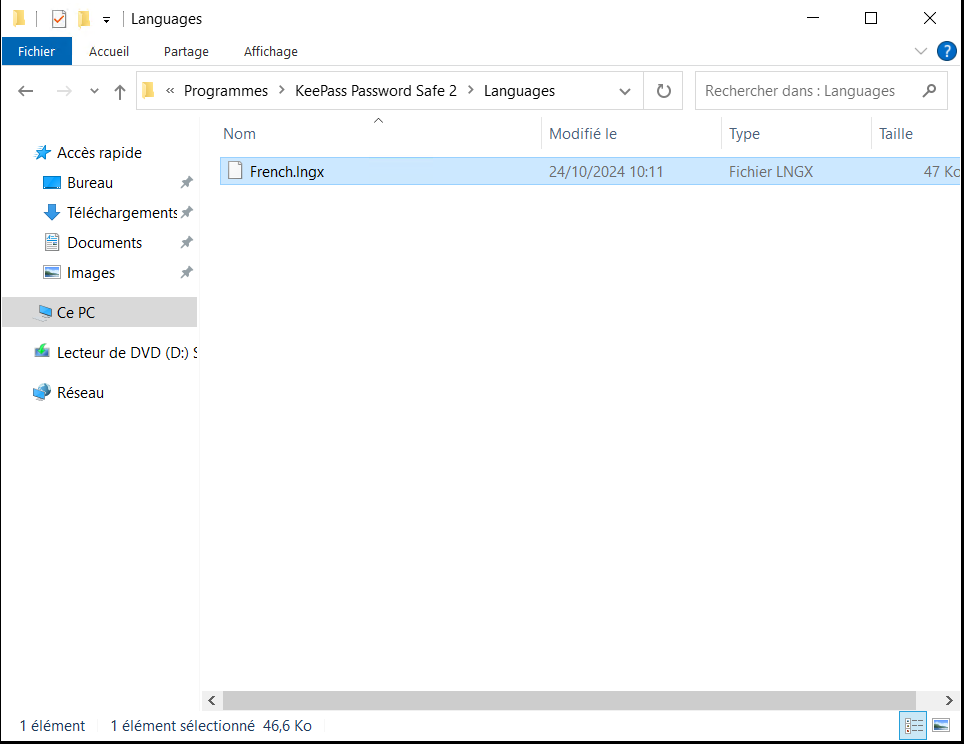 Languages
Fichier Accueil Partage Affichage ?
« Programmes > KeePass Password Safe 2 > Languages Rechercher dans : Languages
Nom Modifié le Type Taille
French.lngx 24/10/2024 10:11 Fichier LNGX 47 Ko
Accès rapide
Bureau
Téléchargements
Documents
Images
Ce PC
Lecteur de DVD (D:) S
Réseau
1 élément 1 élément sélectionné 46,6 Ko